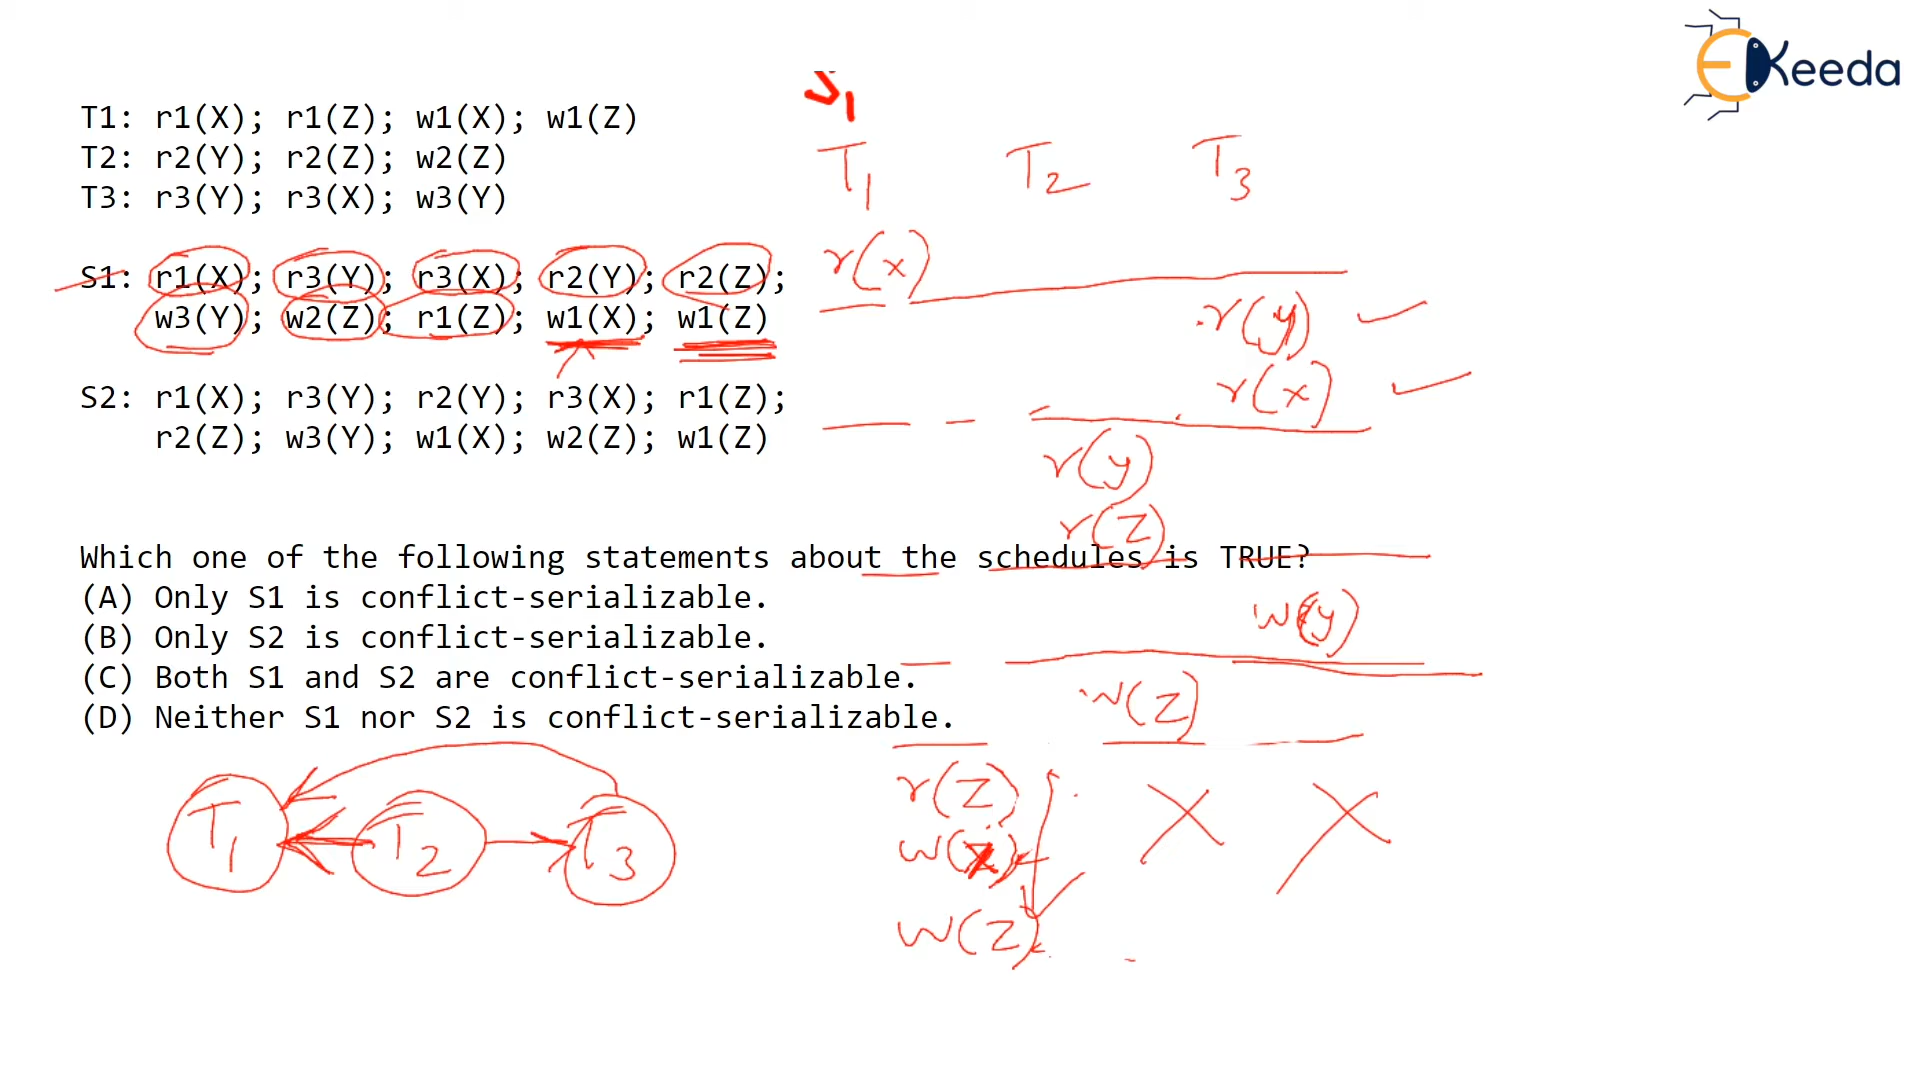 EKeeda
T1: r1(X); r1(Z); w1(X); w1(Z)
T2: r2(Y); r2(Z); w2(Z)
T3: r3(Y); r3(X); w3(Y)
S1: r1(X); r3(Y); r3(X); r2(Y); r2(Z);
w3(Y); w2(Z); r1(Z); w1(X); w1(Z)
S2: r1(X); r3(Y); r2(Y); r3(X); r1(Z);
r2(Z); w3(Y); w1(X); w2(Z); w1(Z)
Which one of the following statements about the schedules is TRUE?
(A) Only S1 is conflict-serializable.
(B) Only S2 is conflict-serializable.
(C) Both S1 and S2 are conflict-serializable.
(D) Neither S1 nor S2 is conflict-serializable.
T1 T2 T3
S1
T1 T2 T3
r(x)
r(y)
r(x)
r(y)
r(Z)
w(y)
w(Z)
r(Z)
w(x)
w(Z)